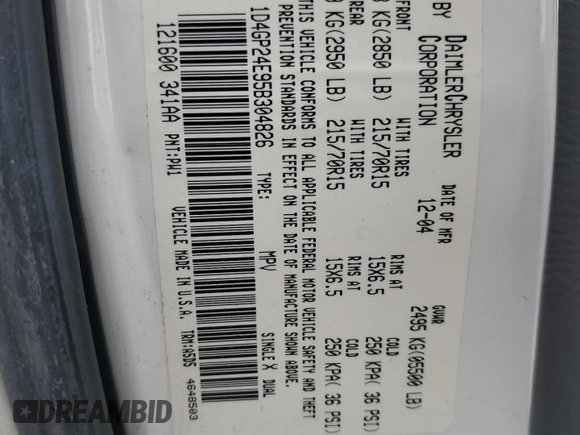 BY DAIMLERCHRYSLER CORPORATION DATE OF MFR 12-04 GVWR 2495 KG(05500 LB)
FRONT KG(2850 LB) WITH TIRES 215/70R15 RIMS AT 15X6.5 COLD 250 KPA( 36 PSI)
REAR KG(2950 LB) WITH TIRES 215/70R15 RIMS AT 15X6.5 COLD 250 KPA( 36 PSI)
THIS VEHICLE CONFORMS TO ALL APPLICABLE FEDERAL MOTOR VEHICLE SAFETY AND THEFT
PREVENTION STANDARDS IN EFFECT ON THE DATE OF MANUFACTURE SHOWN ABOVE.
1D4GP24E95B304826 TYPE: MPV SINGLE X DUAL
121600 341AA PNT:PW1 VEHICLE MADE IN U.S.A. TRM:A5D5 4648503
DREAMBID